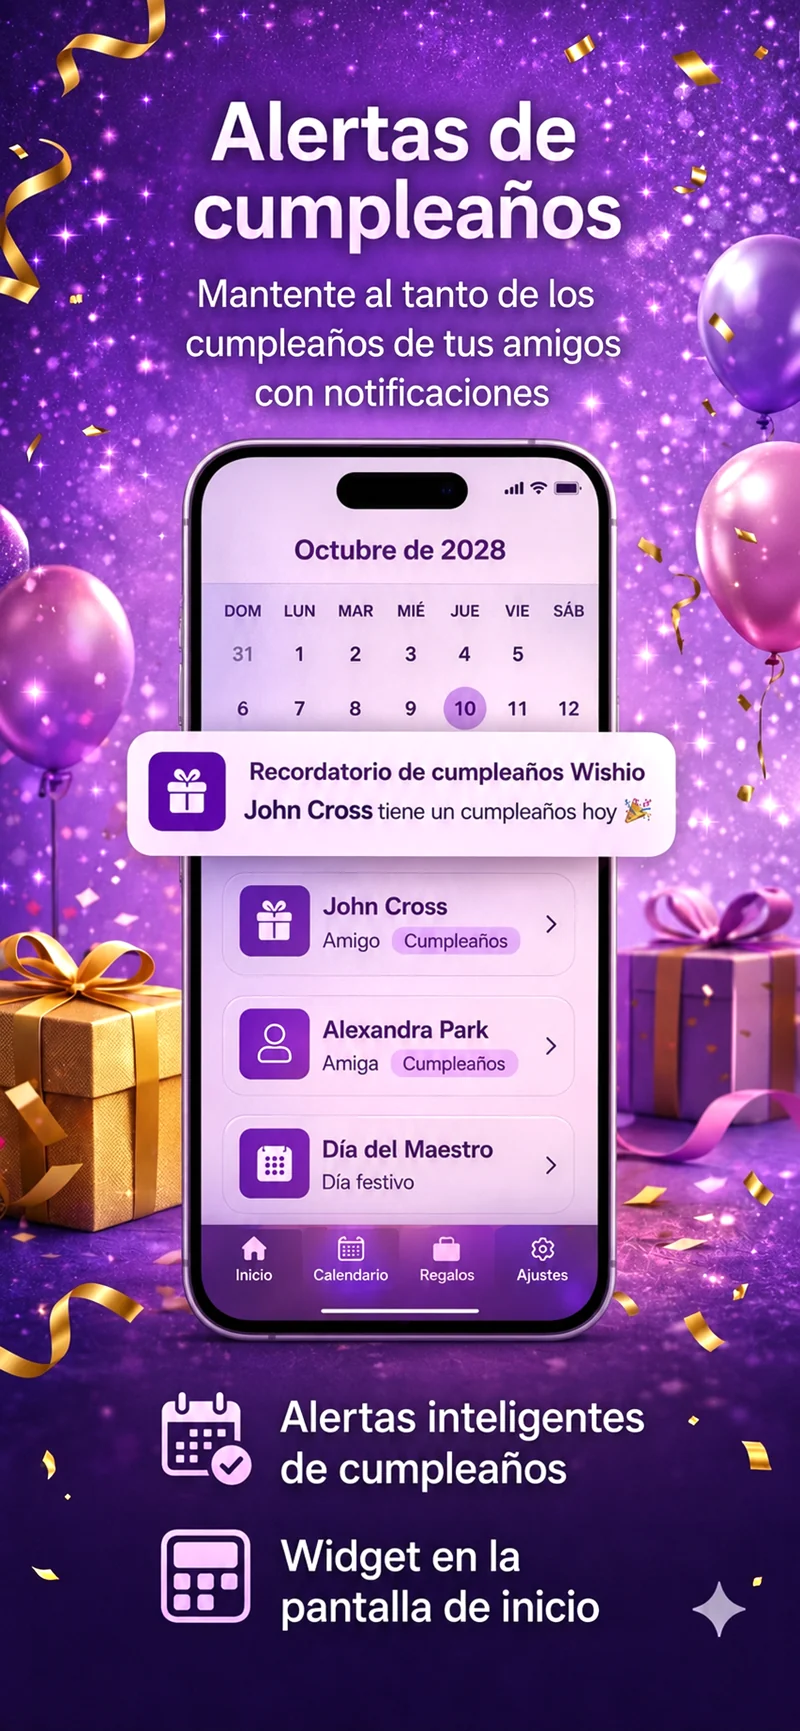 Alertas de
cumpleaños
Mantente al tanto de los
cumpleaños de tus amigos
con notificaciones
Octubre de 2028
DOM LUN MAR MIÉ JUE VIE SÁB
31 1 2 3 4 5
6 7 8 9 10 11 12
Recordatorio de cumpleaños Wishio
John Cross tiene un cumpleaños hoy 🎉
John Cross
Amigo Cumpleaños
Alexandra Park
Amiga Cumpleaños
Día del Maestro
Día festivo
Inicio Calendario Regalos Ajustes
Alertas inteligentes
de cumpleaños
Widget en la
pantalla de inicio